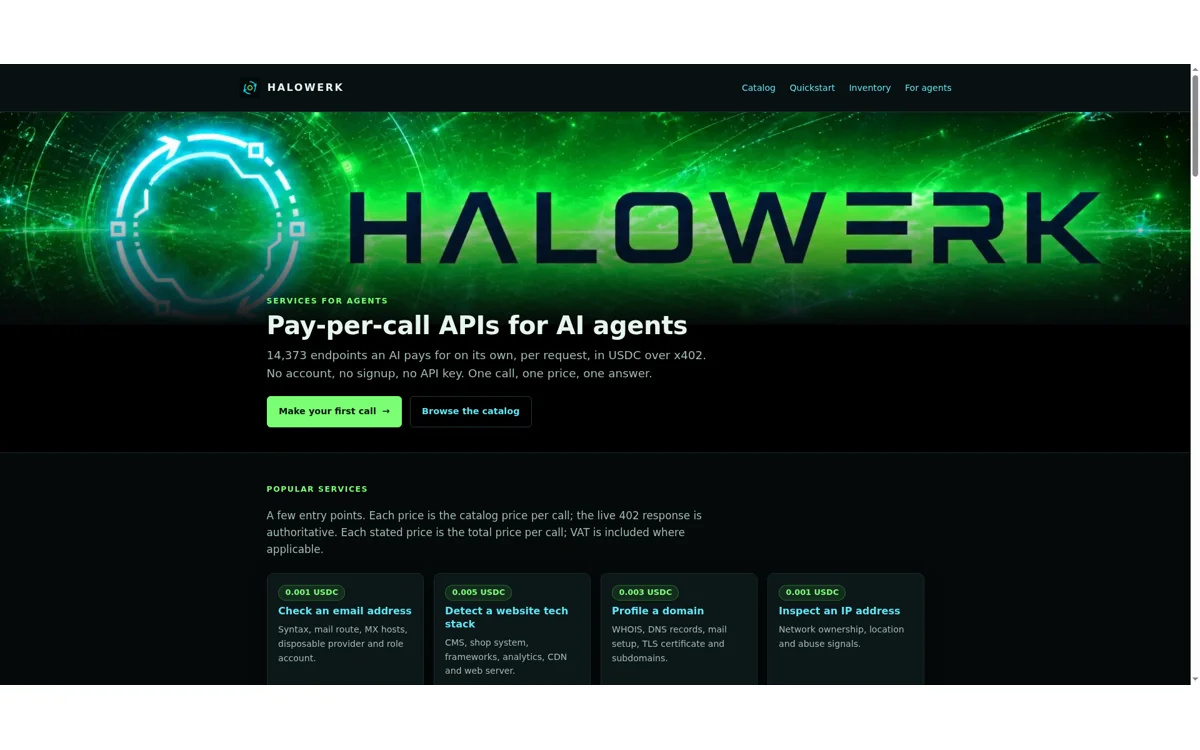 HALOWERK
Catalog Quickstart Inventory For agents
HALOWERK
SERVICES FOR AGENTS
Pay-per-call APIs for AI agents
14,373 endpoints an AI pays for on its own, per request, in USDC over x402.
No account, no signup, no API key. One call, one price, one answer.
Make your first call →
Browse the catalog
POPULAR SERVICES
A few entry points. Each price is the catalog price per call; the live 402 response is
authoritative. Each stated price is the total price per call; VAT is included where
applicable.
0.001 USDC
Check an email address
Syntax, mail route, MX hosts,
disposable provider and role
account.
0.005 USDC
Detect a website tech
stack
CMS, shop system,
frameworks, analytics, CDN
and web server.
0.003 USDC
Profile a domain
WHOIS, DNS records, mail
setup, TLS certificate and
subdomains.
0.001 USDC
Inspect an IP address
Network ownership, location
and abuse signals.